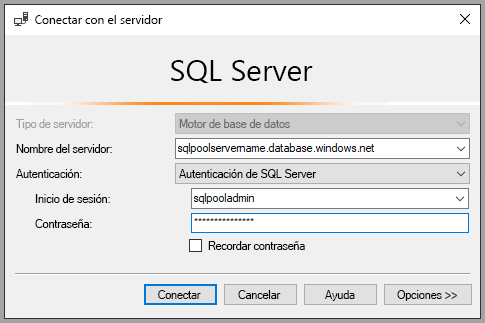 Conectar con el servidor
SQL Server
Tipo de servidor: Motor de base de datos
Nombre del servidor: sqlpoolservername.database.windows.net
Autenticación: Autenticación de SQL Server
Inicio de sesión: sqlpooladmin
Contraseña: ***************
Recordar contraseña
Conectar Cancelar Ayuda Opciones >>